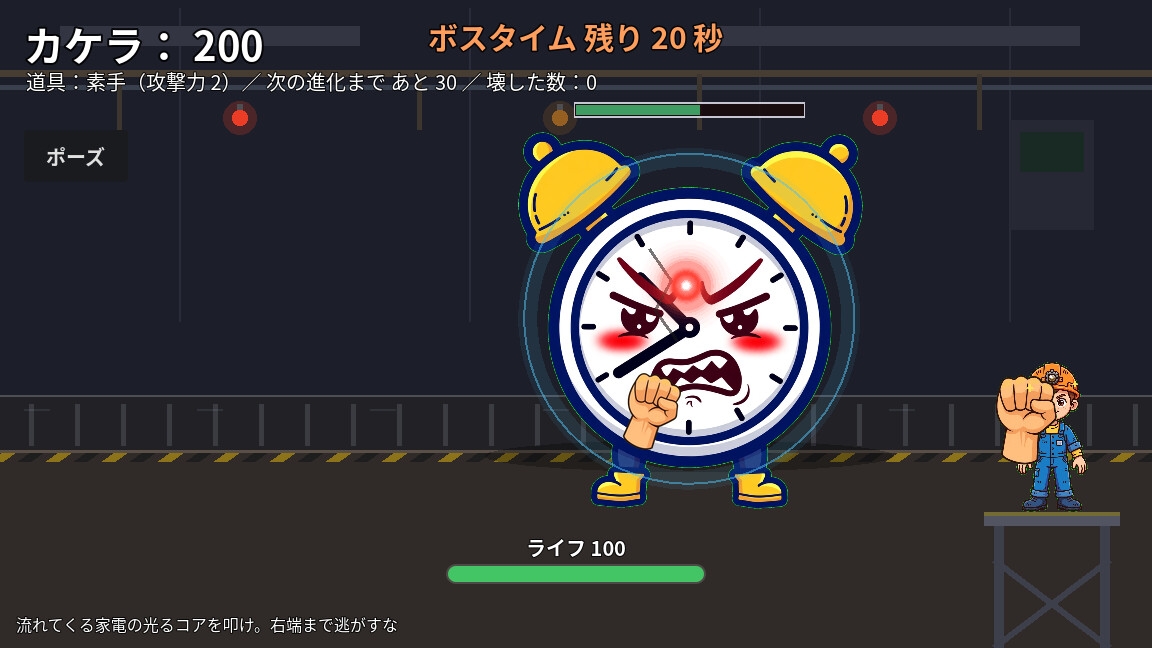 カケラ： 200
ボスタイム 残り 20 秒
道具：素手（攻撃力 2）／ 次の進化まで あと 30 ／ 壊した数：0
ポーズ
ライフ 100
流れてくる家電の光るコアを叩け。右端まで逃がすな